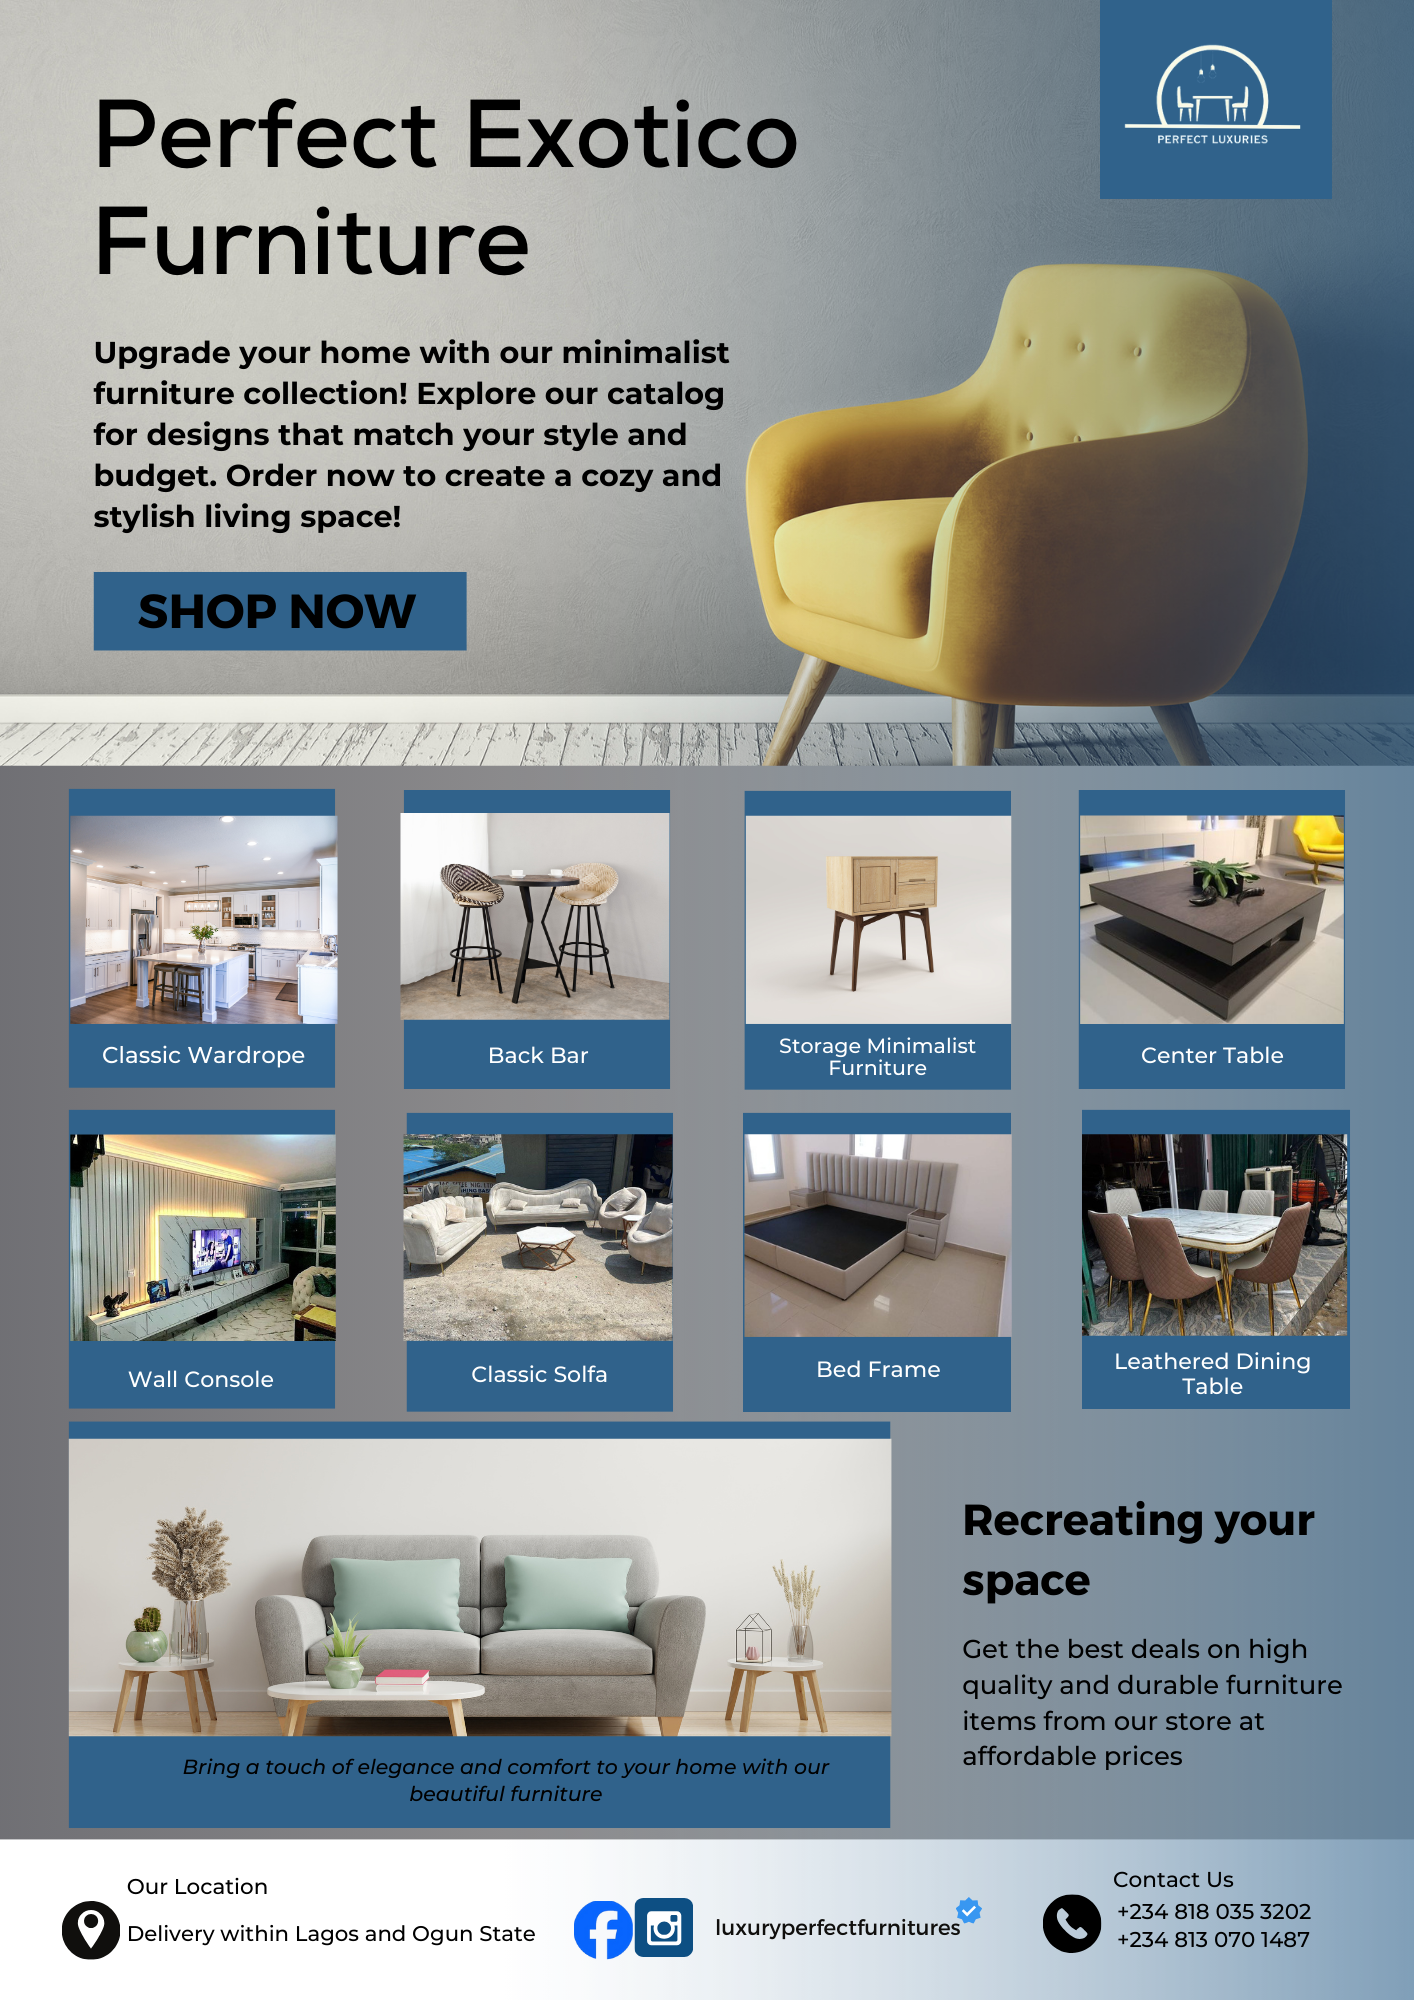 PERFECT LUXURIES
Perfect Exotico
Furniture
Upgrade your home with our minimalist
furniture collection! Explore our catalog
for designs that match your style and
budget. Order now to create a cozy and
stylish living space!
SHOP NOW
Classic Wardrope
Back Bar
Storage Minimalist
Furniture
Center Table
Wall Console
Classic Solfa
Bed Frame
Leathered Dining
Table
Bring a touch of elegance and comfort to your home with our
beautiful furniture
Recreating your
space
Get the best deals on high
quality and durable furniture
items from our store at
affordable prices
Our Location
Delivery within Lagos and Ogun State
luxuryperfectfurnitures
Contact Us
+234 818 035 3202
+234 813 070 1487